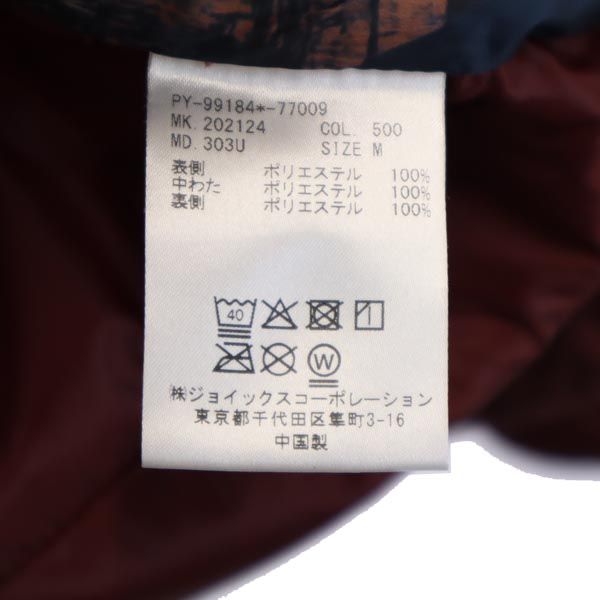 PY-99184*-77009
MK. 202124 COL. 500
MD. 303U SIZE M
表側 ポリエステル 100%
中わた ポリエステル 100%
裏側 ポリエステル 100%
40
W
㈱ジョイックスコーポレーション
東京都千代田区隼町3-16
中国製